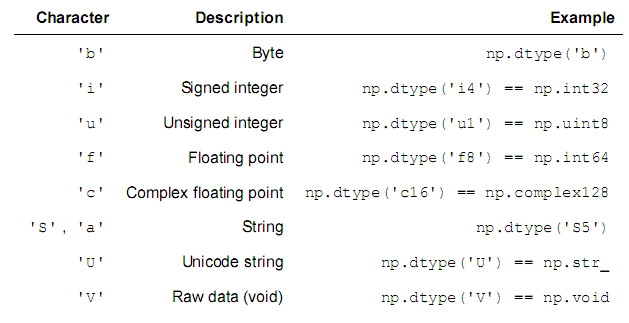 Character Description Example
'b' Byte np.dtype('b')
'i' Signed integer np.dtype('i4') == np.int32
'u' Unsigned integer np.dtype('u1') == np.uint8
'f' Floating point np.dtype('f8') == np.int64
'c' Complex floating point np.dtype('c16') == np.complex128
'S', 'a' String np.dtype('S5')
'U' Unicode string np.dtype('U') == np.str_
'V' Raw data (void) np.dtype('V') == np.void